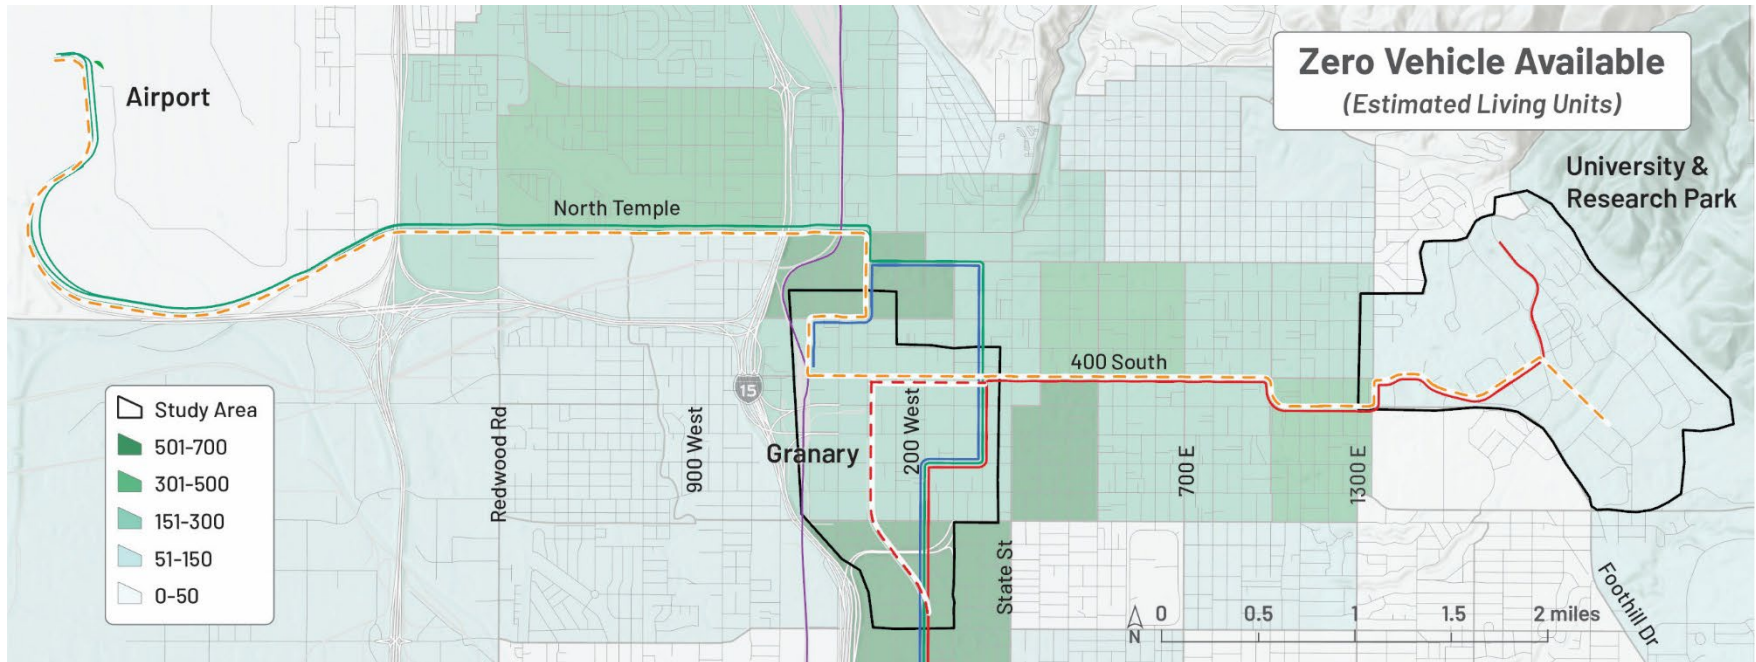 Zero Vehicle Available
(Estimated Living Units)
Airport
University &
Research Park
North Temple
400 South
15
Granary
Redwood Rd
900 West
200 West
700 E
1300 E
State St
Foothill Dr
Study Area
501-700
301-500
151-300
51-150
0-50
N
0 0.5 1 1.5 2 miles